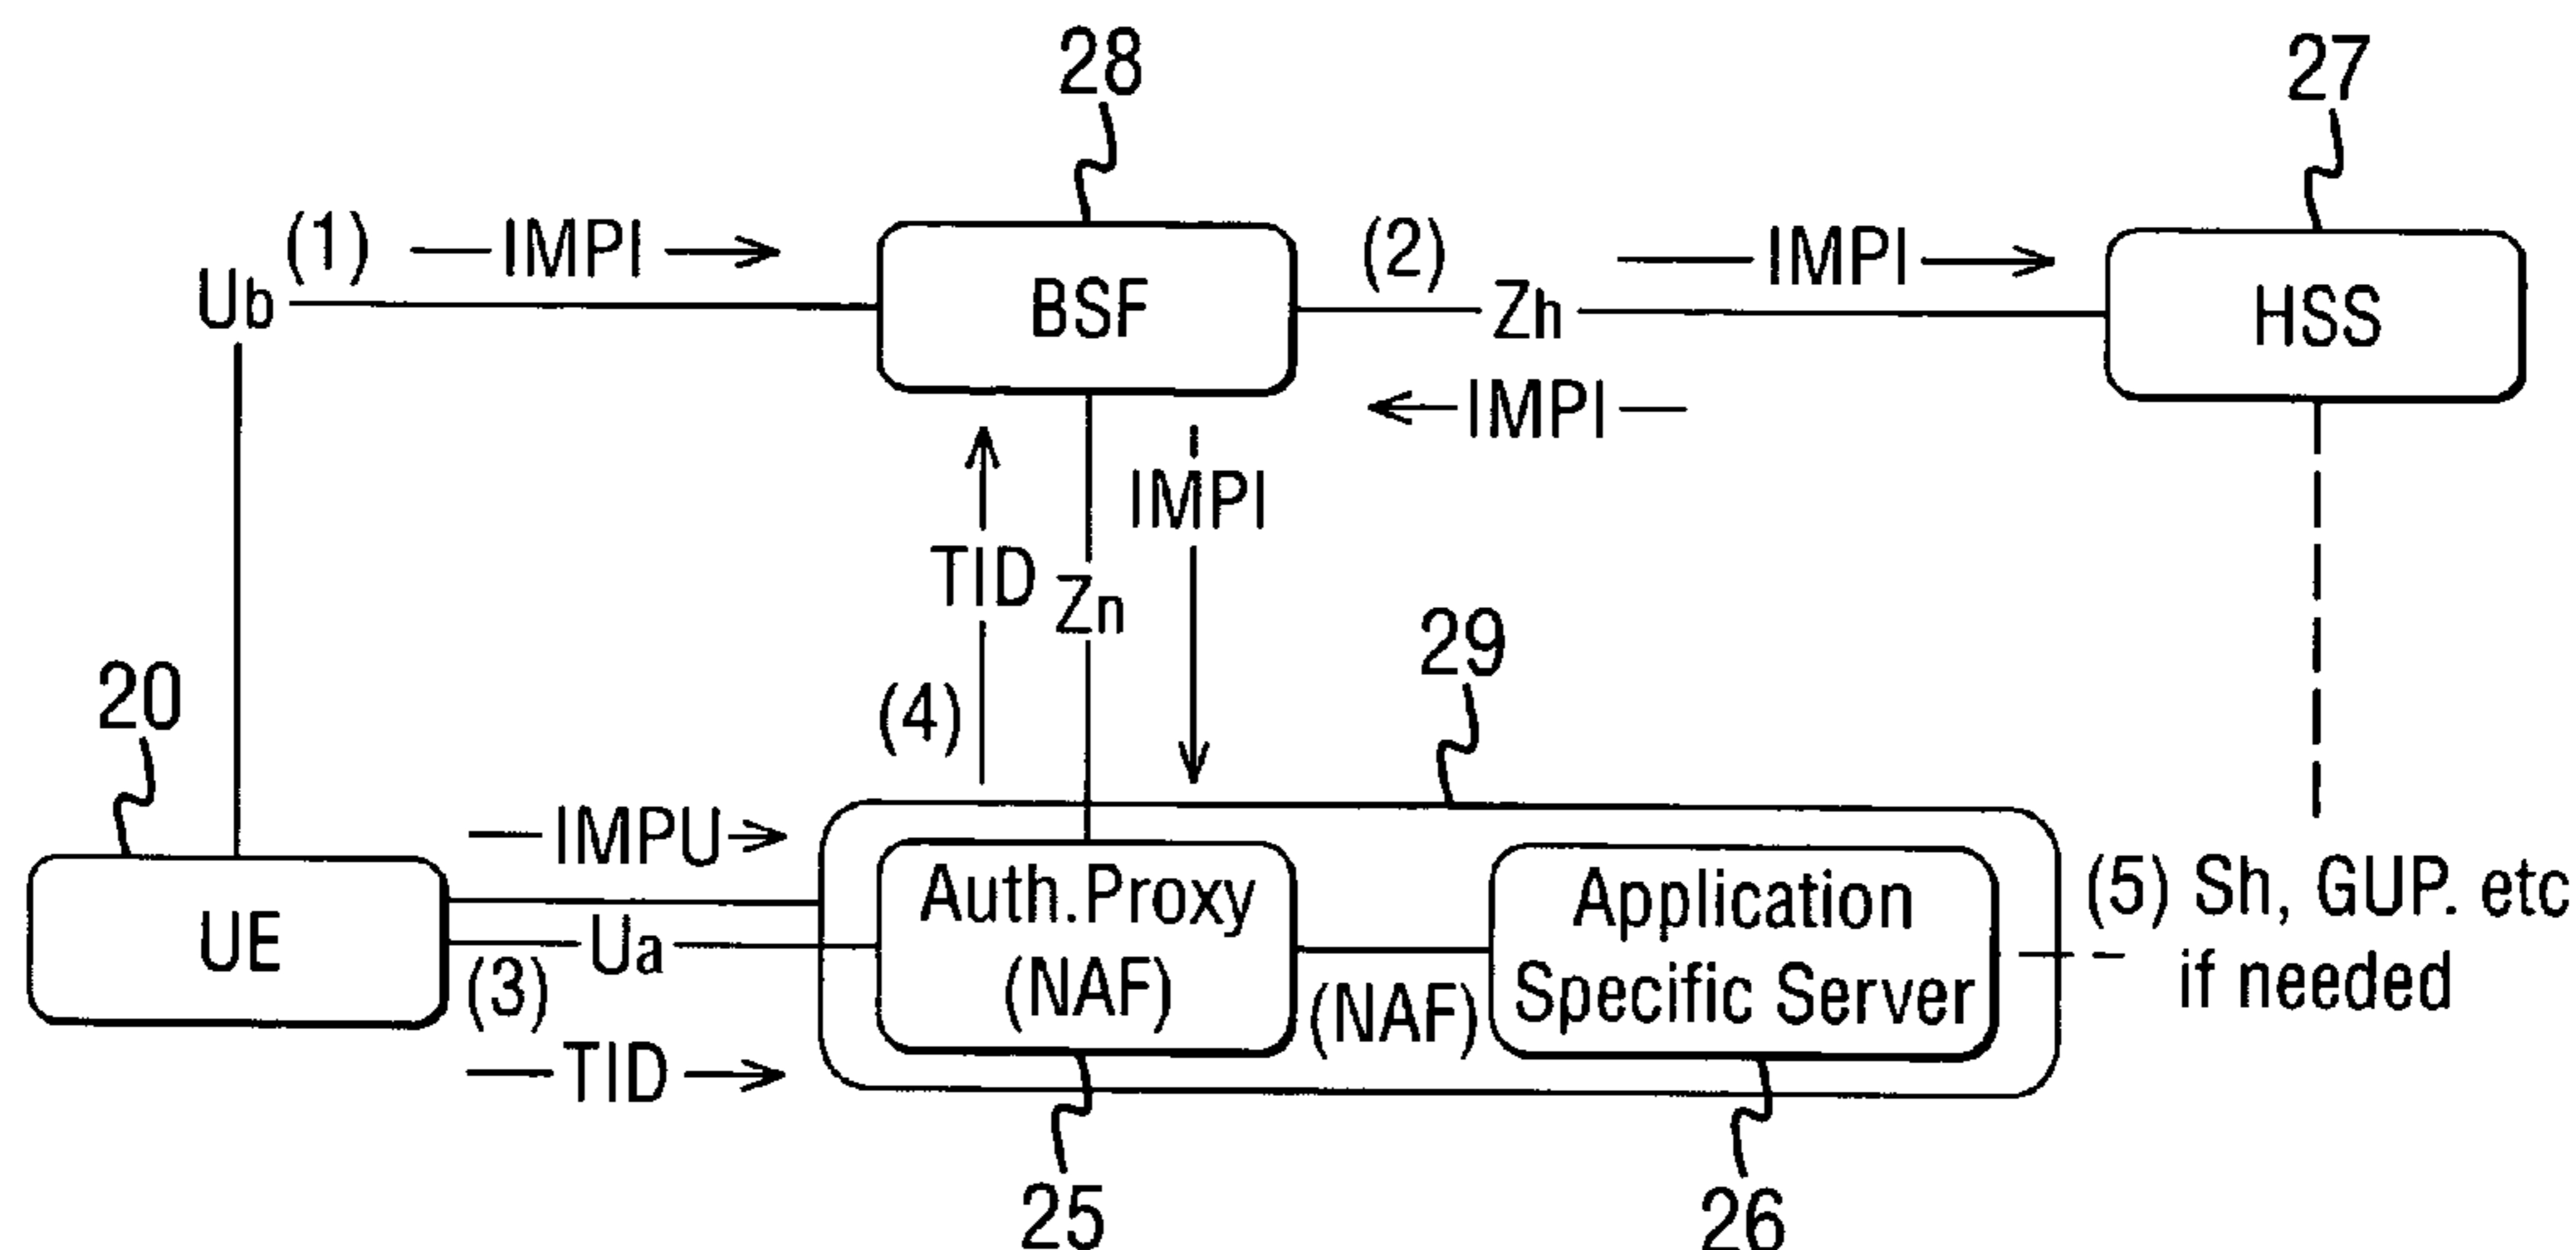 28
27
(1) IMPI
(2) IMPI
Ub
BSF
Zh
HSS
IMPI
IMPI
TID
Zn
29
20
(4)
IMPU
Auth.Proxy
(NAF)
Application
Specific Server
(5) Sh, GUP. etc
if needed
UE
Ua
(3)
(NAF)
TID
25
26